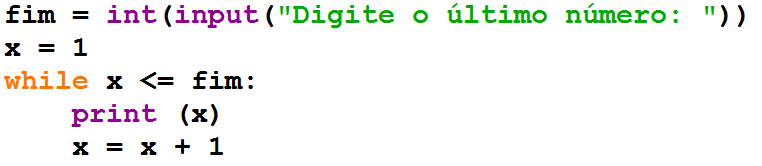 fim = int(input("Digite o último número: "))
x = 1
while x <= fim:
    print (x)
    x = x + 1